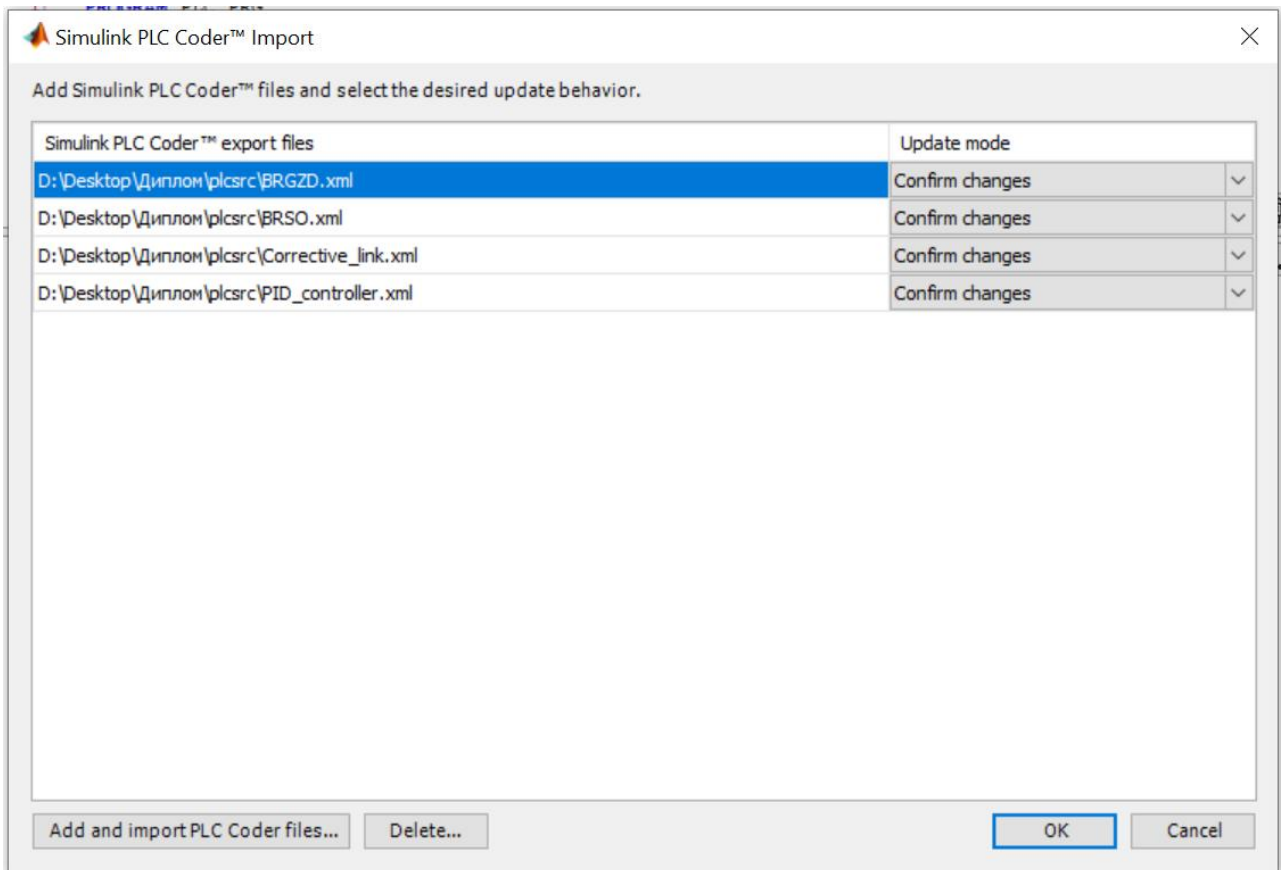 Simulink PLC Coder™ Import
Add Simulink PLC Coder™ files and select the desired update behavior.
Simulink PLC Coder™ export files Update mode
D:\Desktop\Диплом\plcsrc\BRGZD.xml Confirm changes
D:\Desktop\Диплом\plcsrc\BRSO.xml Confirm changes
D:\Desktop\Диплом\plcsrc\Corrective_link.xml Confirm changes
D:\Desktop\Диплом\plcsrc\PID_controller.xml Confirm changes
Add and import PLC Coder files... Delete... OK Cancel